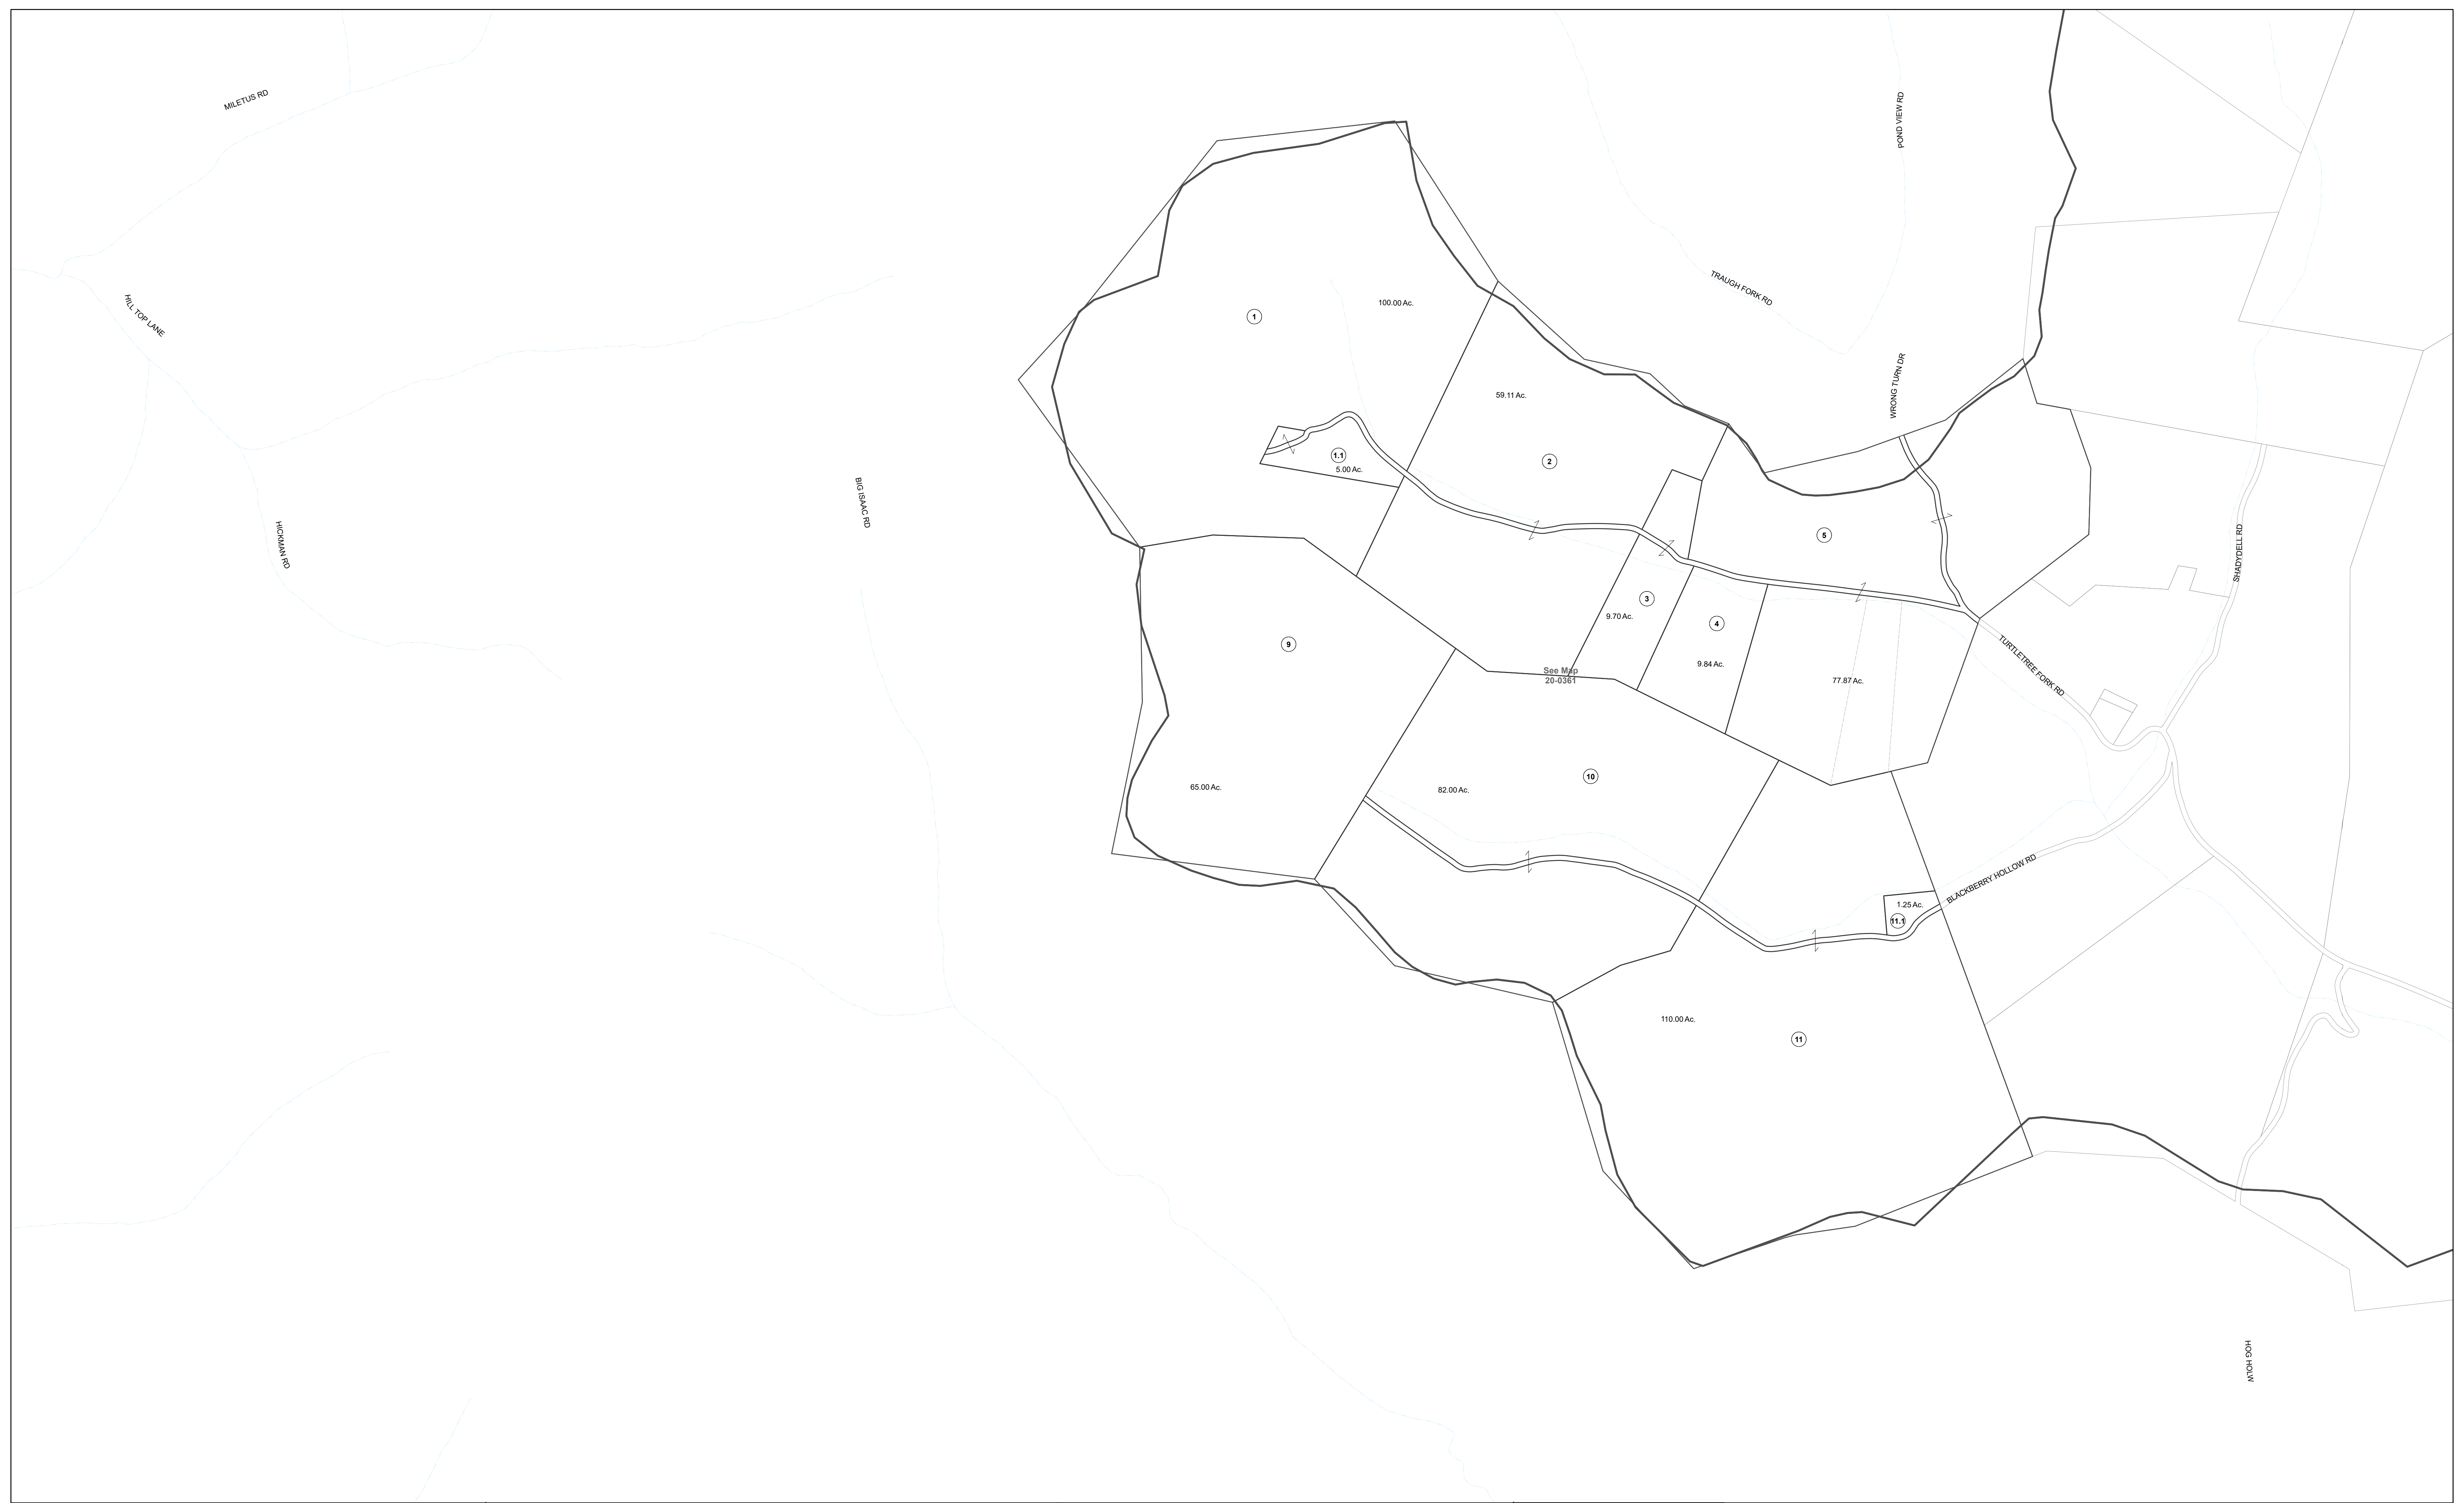 MILETUS RD
POND VIEW RD
HILL TOP LANE
TRAUGH FORK RD
100.00 Ac.
1
WRONG TURN DR
59.11 Ac.
1.1
5.00 Ac.
2
BIG ISAAC RD
HICKMAN RD
5
SHADYDELL RD
3
9.70 Ac.
4
9
9.84 Ac.
TURTLETREE FORK RD
See Map
20-0361
77.87 Ac.
10
65.00 Ac.
82.00 Ac.
BLACKBERRY HOLLOW RD
1.25 Ac.
11.1
110.00 Ac.
11
HOG HOLW